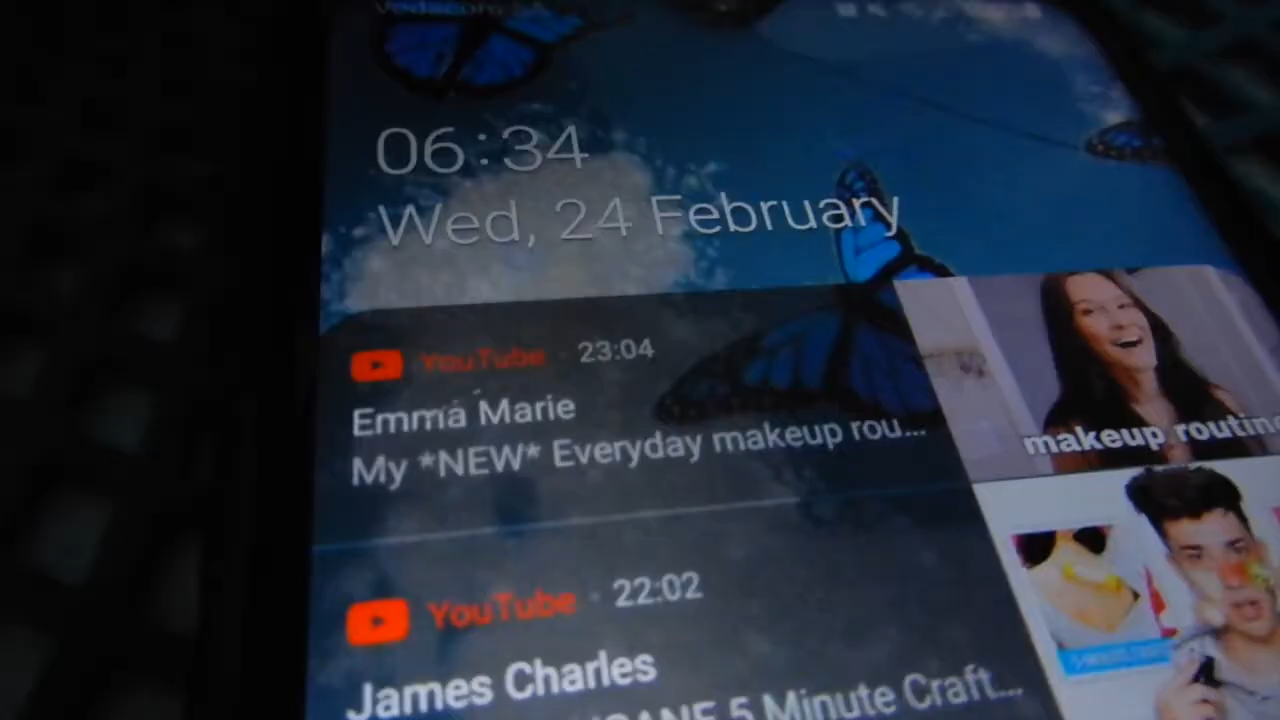 vodacom
06:34
Wed, 24 February
YouTube · 23:04
Emma Marie
My *NEW* Everyday makeup rou...
makeup routine
YouTube · 22:02
James Charles
5 Minute Craft...